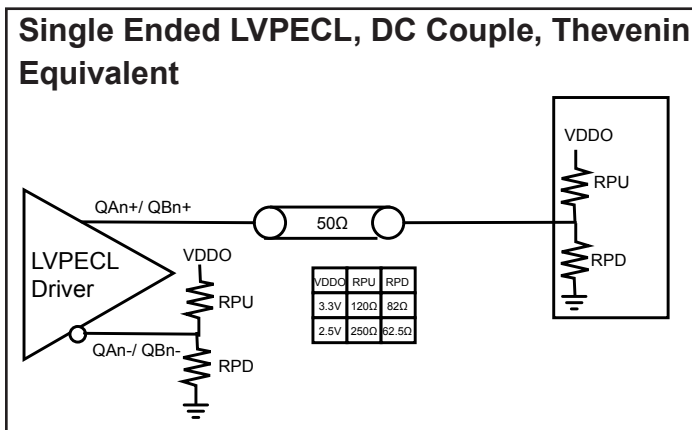 Single Ended LVPECL, DC Couple, Thevenin
Equivalent
VDDO
RPU
QAn+/ QBn+
50Ω
LVPECL
Driver
VDDO
RPU
RPD
VDDO RPU RPD
3.3V 120Ω 82Ω
2.5V 250Ω 62.5Ω
QAn-/ QBn-
RPD